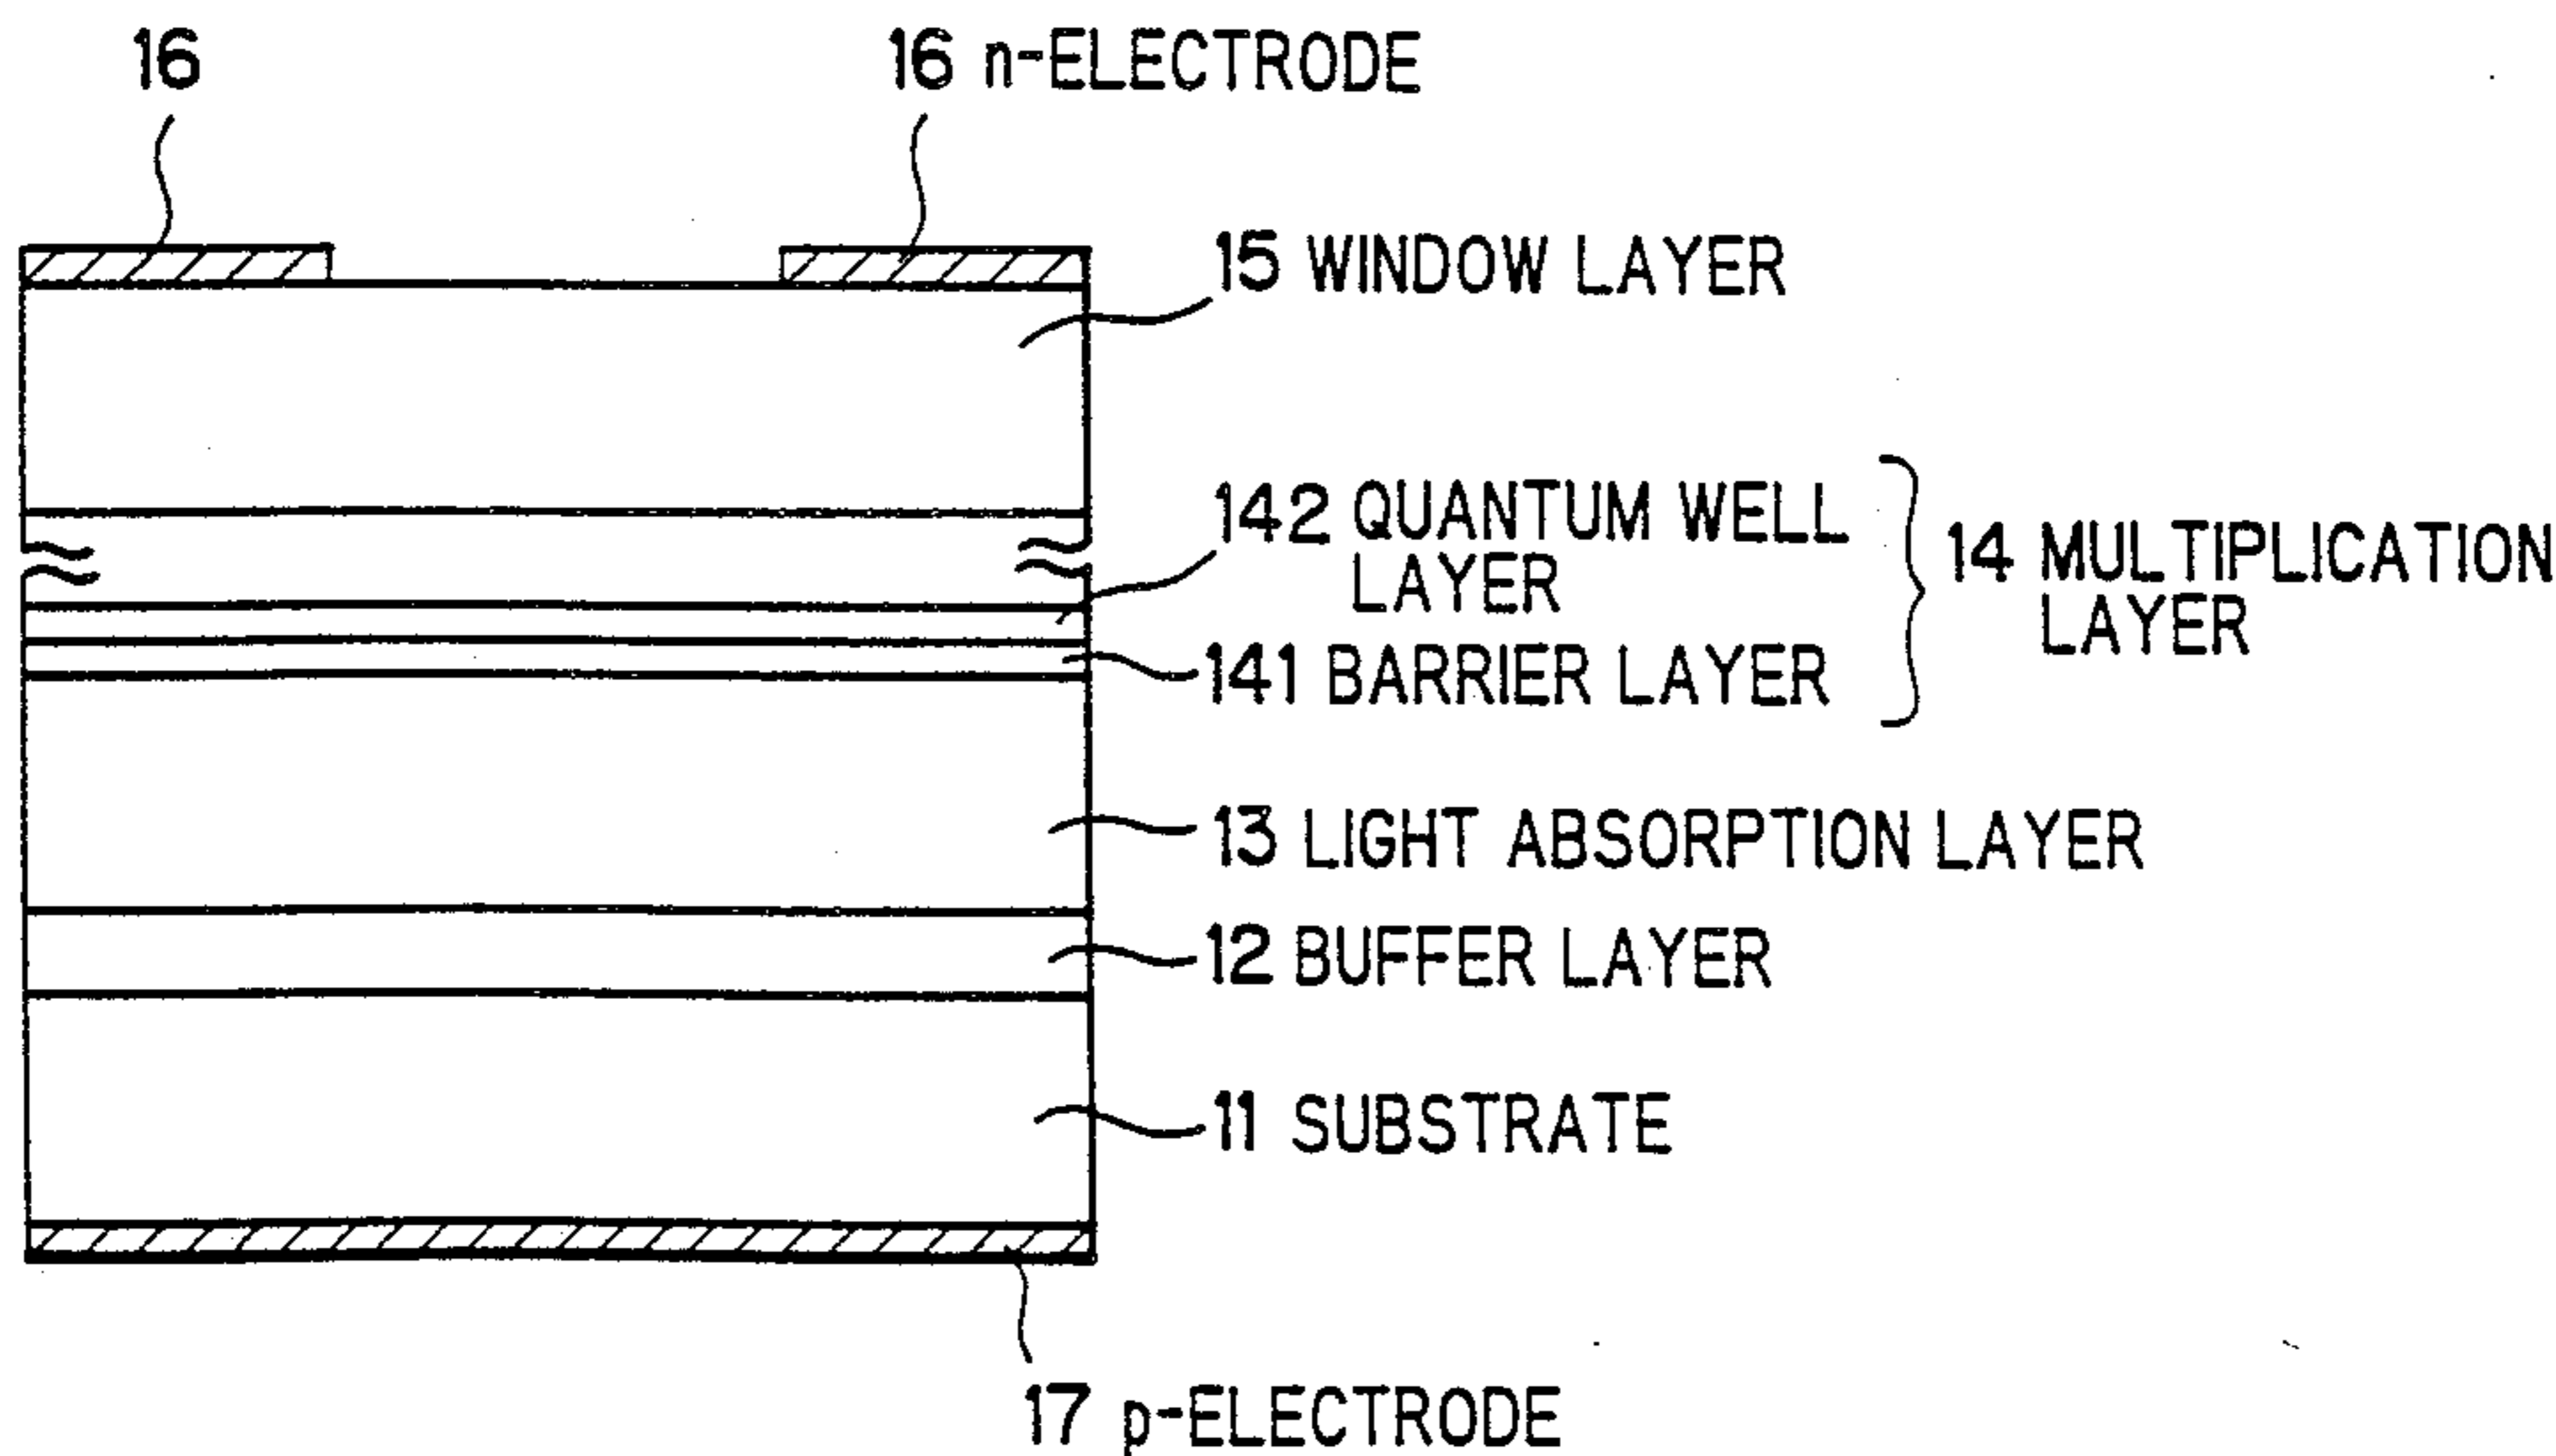 16
16 n-ELECTRODE
15 WINDOW LAYER
142 QUANTUM WELL
LAYER
14 MULTIPLICATION
LAYER
141 BARRIER LAYER
13 LIGHT ABSORPTION LAYER
12 BUFFER LAYER
11 SUBSTRATE
17 p-ELECTRODE